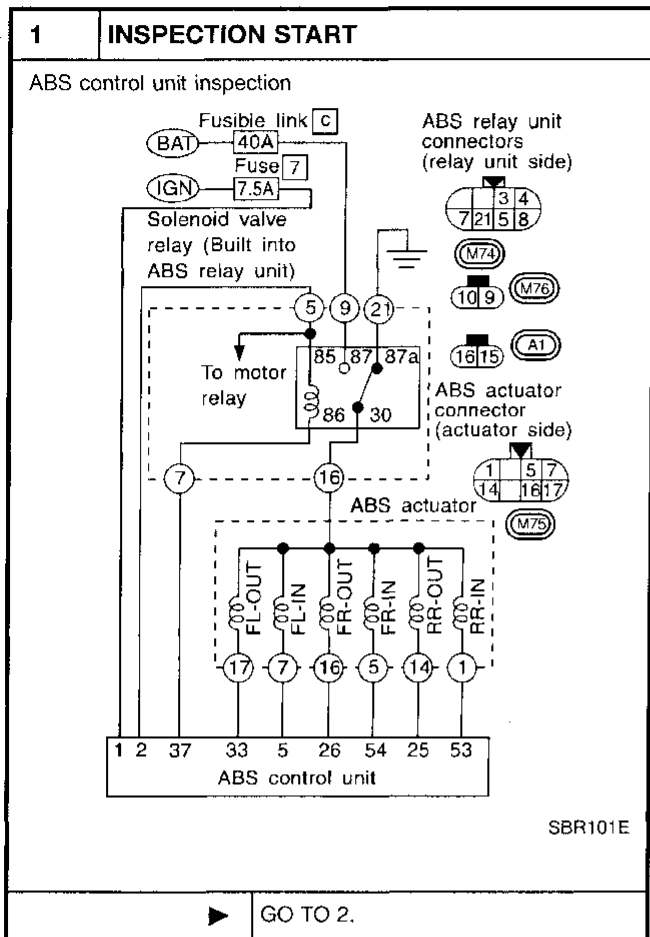 1 INSPECTION START
ABS control unit inspection
Fusible link c
BAT 40A
Fuse 7
IGN 7.5A
Solenoid valve
relay (Built into
ABS relay unit)
ABS relay unit
connectors
(relay unit side)
3 4
7 21 5 8
M74
10 9 M76
16 15 A1
5 9 21
85 87 87a
To motor
relay
86 30
7 16
ABS actuator
connector
(actuator side)
1 5 7
14 16 17
M75
ABS actuator
FL-OUT FL-IN FR-OUT FR-IN RR-OUT RR-IN
17 7 16 5 14 1
1 2 37 33 5 26 54 25 53
ABS control unit
SBR101E
GO TO 2.